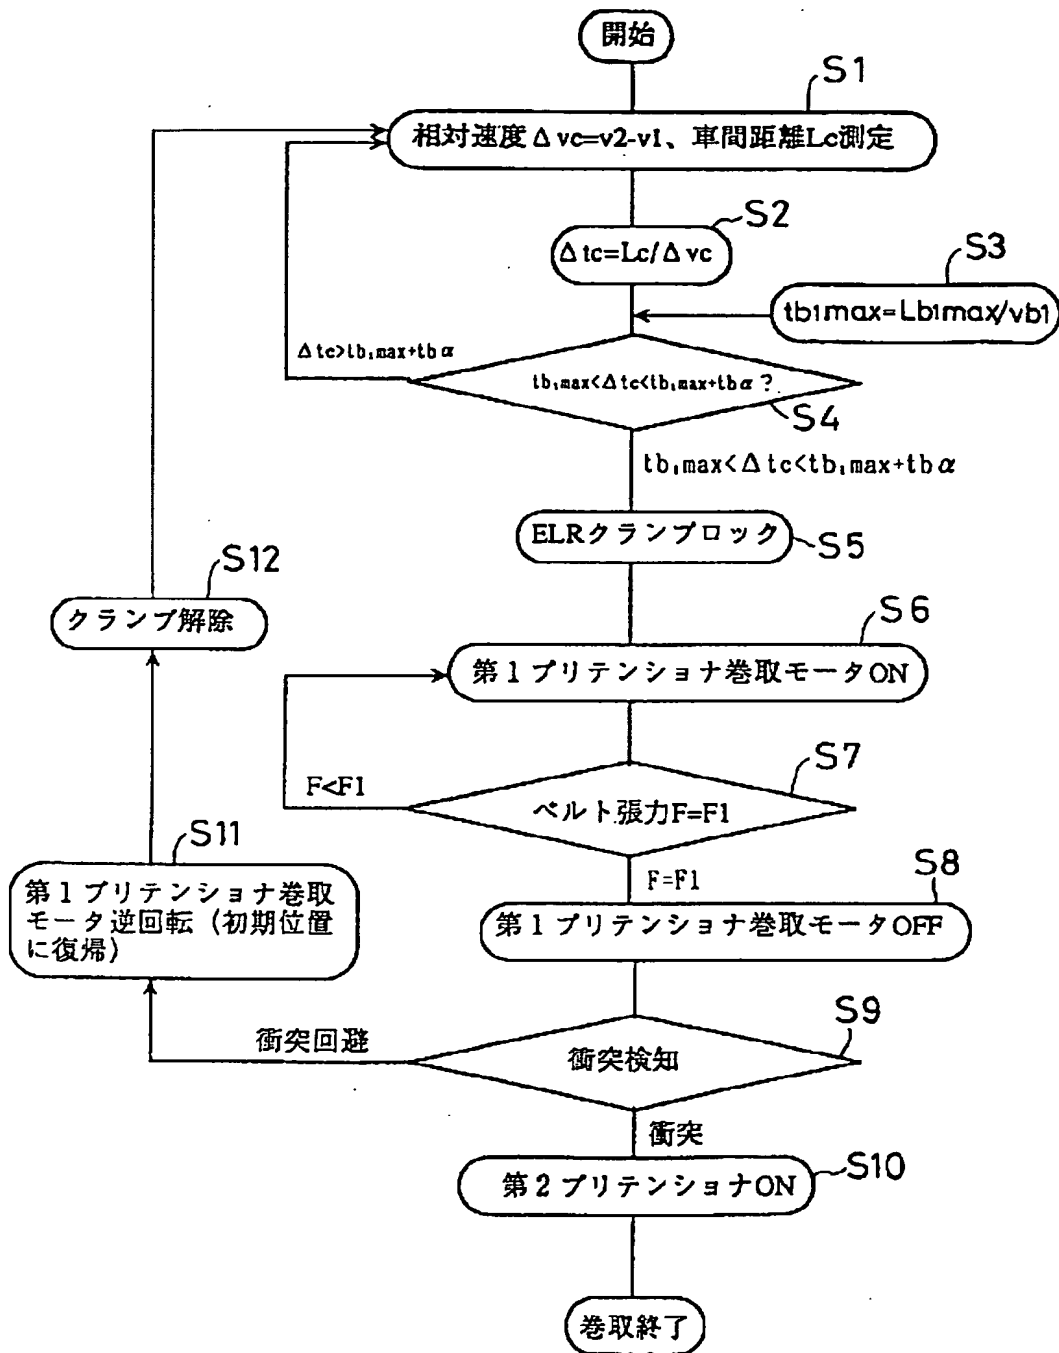 開始
S1
相対速度Δvc=v2-v1、車間距離Lc測定
S2
Δtc=Lc/Δvc
S3
tb1max=Lb1max/vb1
Δtc>tb1max+tbα
tb1max<Δtc<tb1max+tbα?
S4
tb1max<Δtc<tb1max+tbα
ELRクランプロック
S5
S12
クランプ解除
S6
第1プリテンショナ巻取モータON
S7
F<F1
ベルト張力F=F1
S11
第1プリテンショナ巻取
モータ逆回転(初期位置
に復帰)
F=F1
S8
第1プリテンショナ巻取モータOFF
S9
衝突回避
衝突検知
衝突
S10
第2プリテンショナON
巻取終了